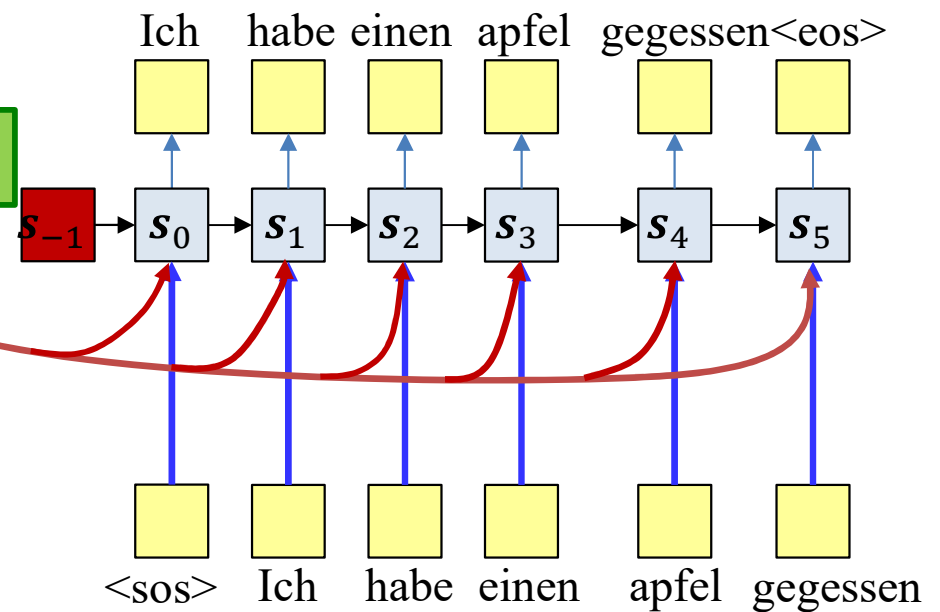 Ich habe einen apfel gegessen<eos>
s₋₁ s₀ s₁ s₂ s₃ s₄ s₅
<sos> Ich habe einen apfel gegessen